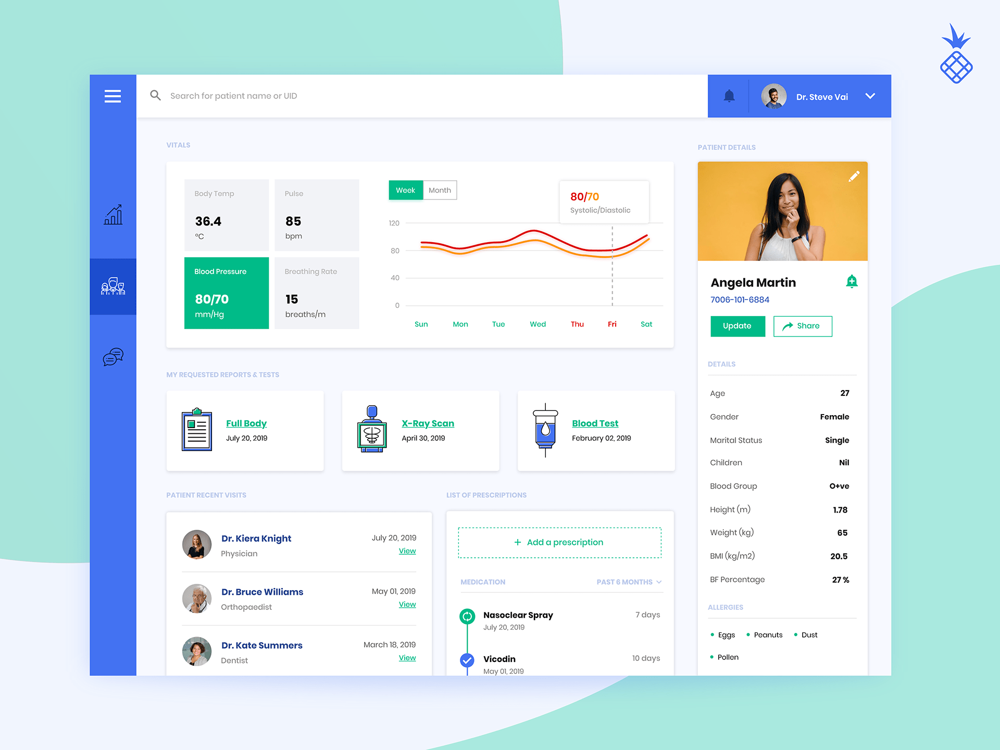 Search for patient name or UID
Dr. Steve Vai
VITALS
Body Temp
36.4
°C
Pulse
85
bpm
Blood Pressure
80/70
mm/Hg
Breathing Rate
15
breaths/m
Week
Month
80/70
Systolic/Diastolic
120
80
40
0
Sun
Mon
Tue
Wed
Thu
Fri
Sat
MY REQUESTED REPORTS & TESTS
Full Body
July 20, 2019
X-Ray Scan
April 30, 2019
Blood Test
February 02, 2019
PATIENT RECENT VISITS
Dr. Kiera Knight
Physician
July 20, 2019
View
Dr. Bruce Williams
Orthopaedist
May 01, 2019
View
Dr. Kate Summers
Dentist
March 18, 2019
View
LIST OF PRESCRIPTIONS
+ Add a prescription
MEDICATION
PAST 6 MONTHS
Nasoclear Spray
July 20, 2019
7 days
Vicodin
May 01, 2019
10 days
PATIENT DETAILS
Angela Martin
7006-101-6884
Update
Share
DETAILS
Age 27
Gender Female
Marital Status Single
Children Nil
Blood Group O+ve
Height (m) 1.78
Weight (kg) 65
BMI (kg/m2) 20.5
BF Percentage 27 %
ALLERGIES
• Eggs • Peanuts • Dust
• Pollen